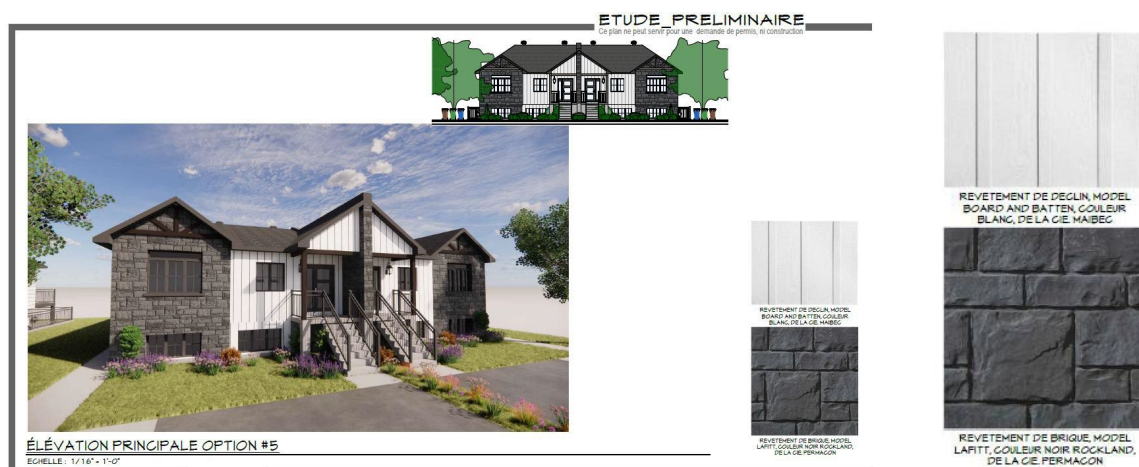 ETUDE_PRELIMINAIRE
Ce plan ne peut servir pour une demande de permis, ni construction
REVETEMENT DE DECLIN, MODEL
BOARD AND BATTEN, COULEUR
BLANC, DE LA CIE. MAIBEC
REVETEMENT DE BRIQUE, MODEL
LAFITT, COULEUR NOIR ROCKLAND,
DE LA CIE. PERMACON
ÉLÉVATION PRINCIPALE OPTION #5
ECHELLE : 1/16" = 1'-0"
REVETEMENT DE DECLIN, MODEL
BOARD AND BATTEN, COULEUR
BLANC, DE LA CIE. MAIBEC
REVETEMENT DE BRIQUE, MODEL
LAFITT, COULEUR NOIR ROCKLAND,
DE LA CIE. PERMACON